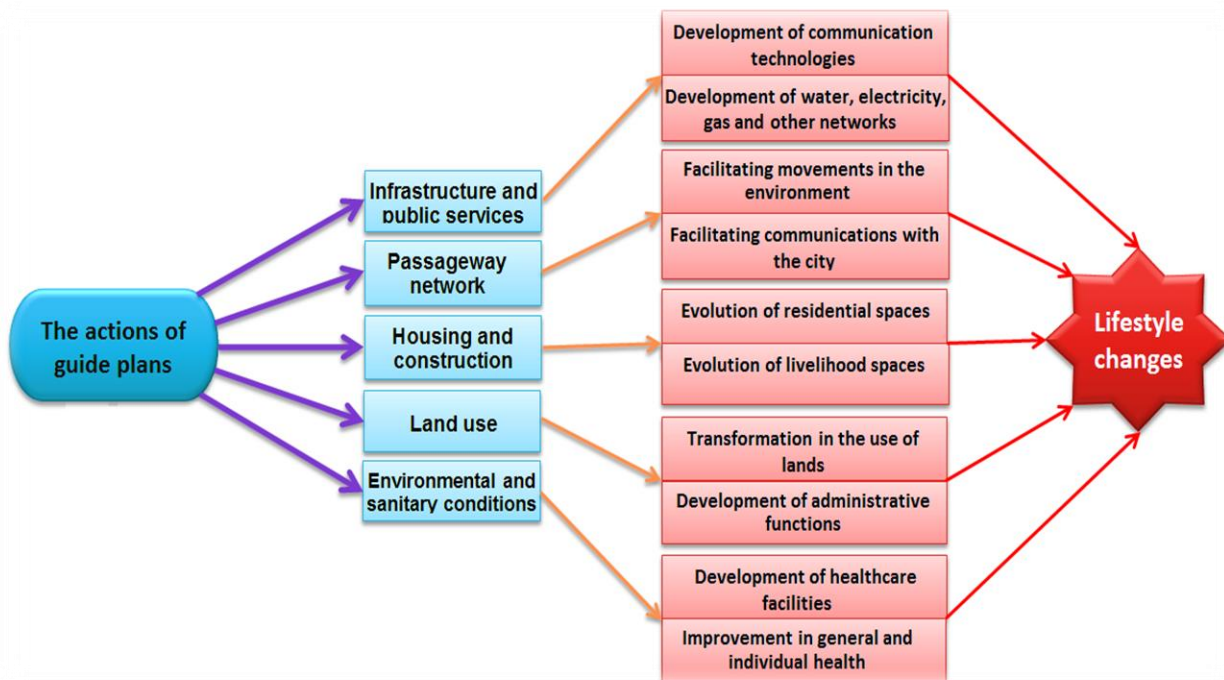 The actions of
guide plans
Infrastructure and
public services
Passageway
network
Housing and
construction
Land use
Environmental and
sanitary conditions
Development of communication
technologies
Development of water, electricity,
gas and other networks
Facilitating movements in the
environment
Facilitating communications with
the city
Evolution of residential spaces
Evolution of livelihood spaces
Transformation in the use of
lands
Development of administrative
functions
Development of healthcare
facilities
Improvement in general and
individual health
Lifestyle
changes